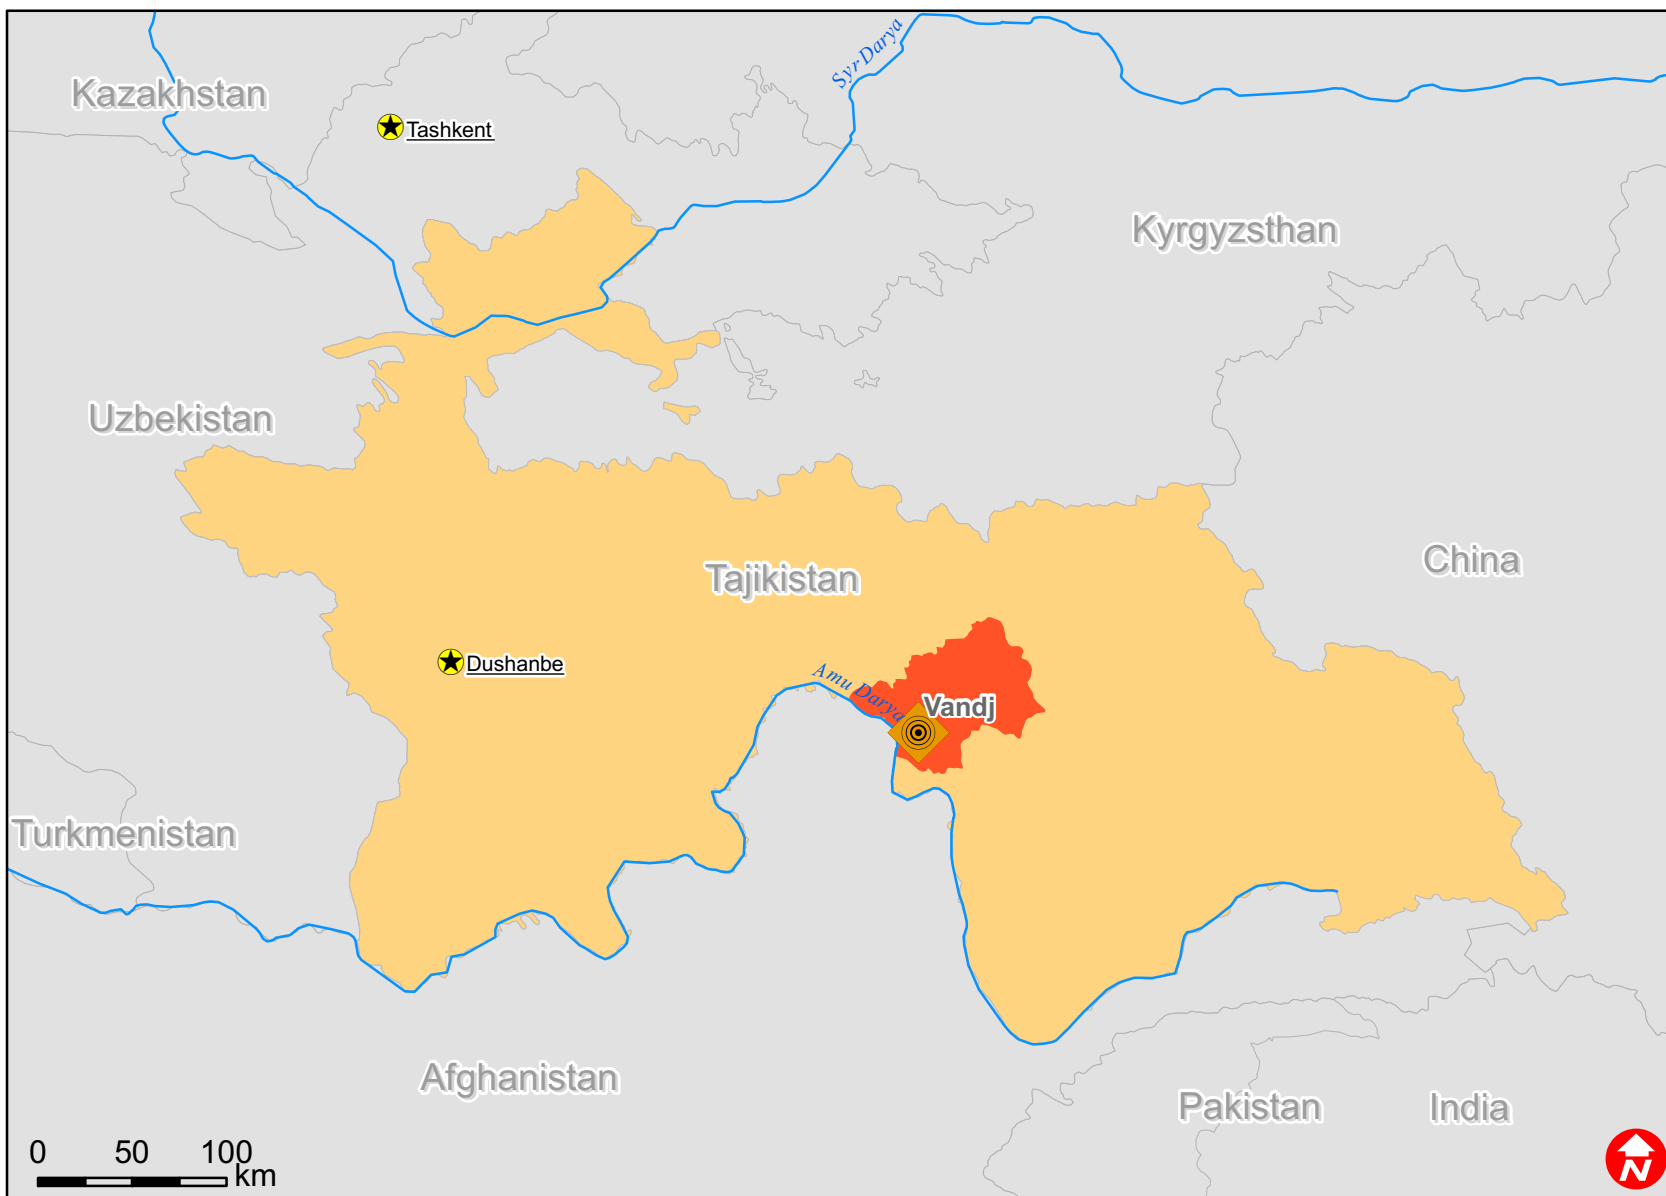 Syr Darya
Kazakhstan
Tashkent
Kyrgyzsthan
Uzbekistan
China
Tajikistan
Dushanbe
Amu Darya
Vandj
Turkmenistan
Afghanistan
Pakistan
India
0 50 100
km
N